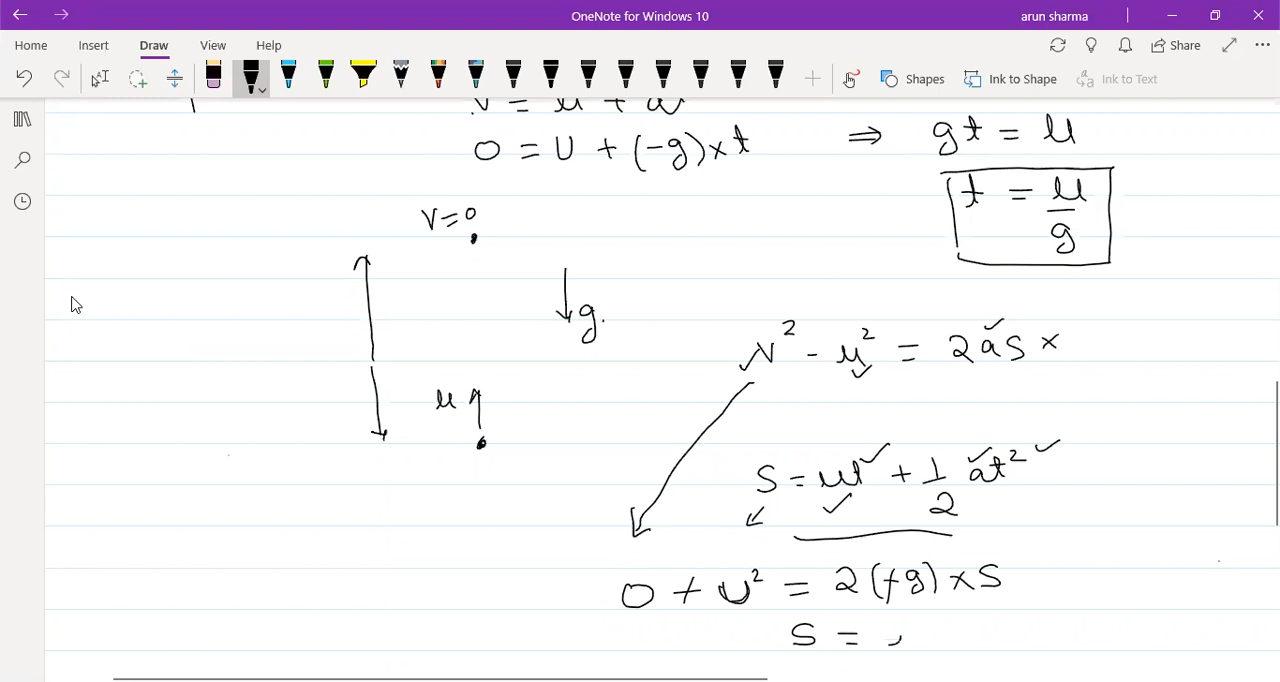 OneNote for Windows 10
arun sharma
Home Insert Draw View Help
Share
Shapes Ink to Shape Ink to Text
v = u + at
0 = U + (-g)×t ⇒ gt = u
t = u/g
v=0
g.
v² - u² = 2as ×
u
S = ut + 1/2 at²
0 + u² = 2(+g)×S
S =